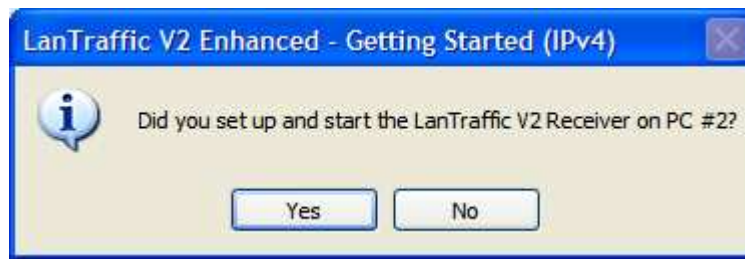 LanTraffic V2 Enhanced - Getting Started (IPv4)
Did you set up and start the LanTraffic V2 Receiver on PC #2?
Yes
No